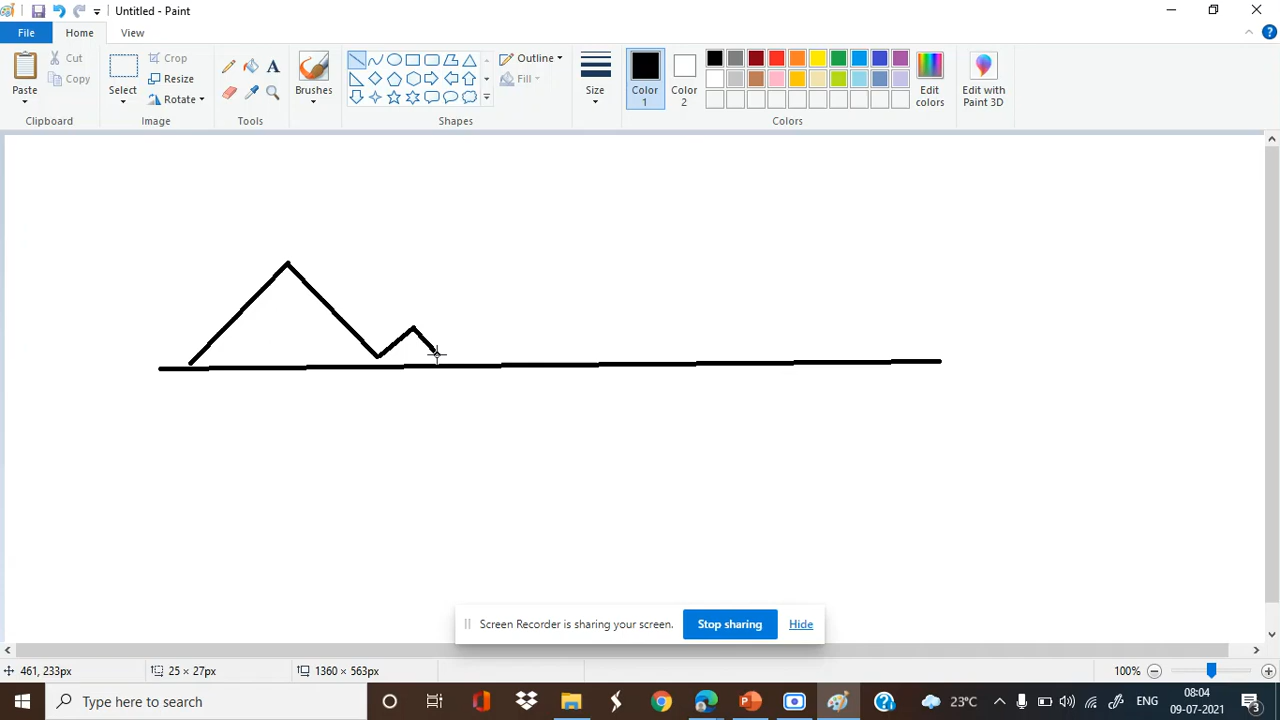 Untitled - Paint
File Home View
Paste
Cut
Copy
Clipboard
Select
Crop
Resize
Rotate
Image
A
Tools
Brushes
Outline
Fill
Shapes
Size
Color 1
Color 2
Edit colors
Colors
Edit with Paint 3D
Screen Recorder is sharing your screen. Stop sharing Hide
461, 233px 25 × 27px 1360 × 563px 100%
Type here to search 23°C ENG 08:04
09-07-2021 3